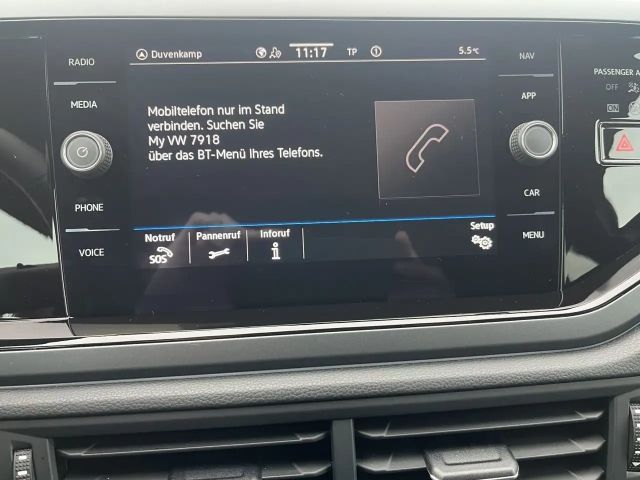 RADIO
MEDIA
PHONE
VOICE
Duvenkamp 11:17 TP 5.5°C
Mobiltelefon nur im Stand
verbinden. Suchen Sie
My VW 7918
über das BT-Menü Ihres Telefons.
Notruf Pannenruf Inforuf Setup
SOS
NAV
APP
CAR
MENU
PASSENGER A
OFF
ON